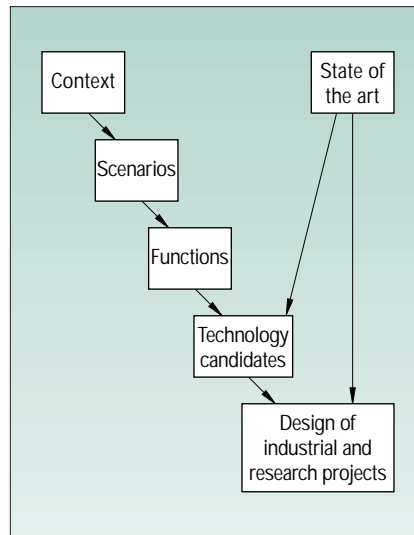 Context
State of
the art
Scenarios
Functions
Technology
candidates
Design of
industrial and
research projects